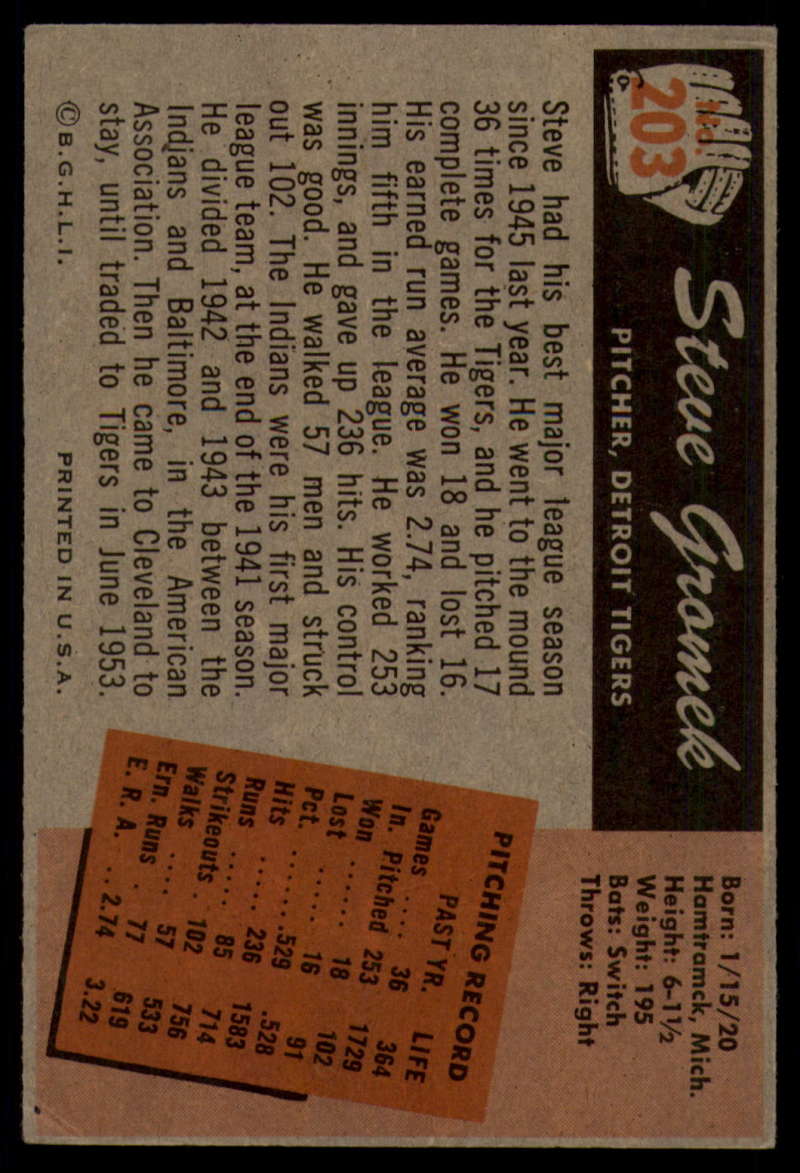 No.
203
Steve Gromek
PITCHER, DETROIT TIGERS
Born: 1/15/20
Hamtramck, Mich.
Height: 6-1 1/2
Weight: 195
Bats: Switch
Throws: Right
Steve had his best major league season
since 1945 last year. He went to the mound
36 times for the Tigers, and he pitched 17
complete games. He won 18 and lost 16.
His earned run average was 2.74, ranking
him fifth in the league. He worked 253
innings, and gave up 236 hits. His control
was good. He walked 57 men and struck
out 102. The Indians were his first major
league team, at the end of the 1941 season.
He divided 1942 and 1943 between the
Indians and Baltimore, in the American
Association. Then he came to Cleveland to
stay, until traded to Tigers in June 1953.
© B.G.H.L.I. PRINTED IN U.S.A.
PITCHING RECORD
PAST YR. LIFE
Games .... 36 364
In. Pitched 253 1729
Won ...... 18 102
Lost ..... 16 91
Pct. ....... .529 .528
Hits ..... 236 1583
Runs ..... 85 714
Strikeouts . 102 756
Walks .... 57 533
Ern. Runs . 77 619
E. R. A. .. 2.74 3.22